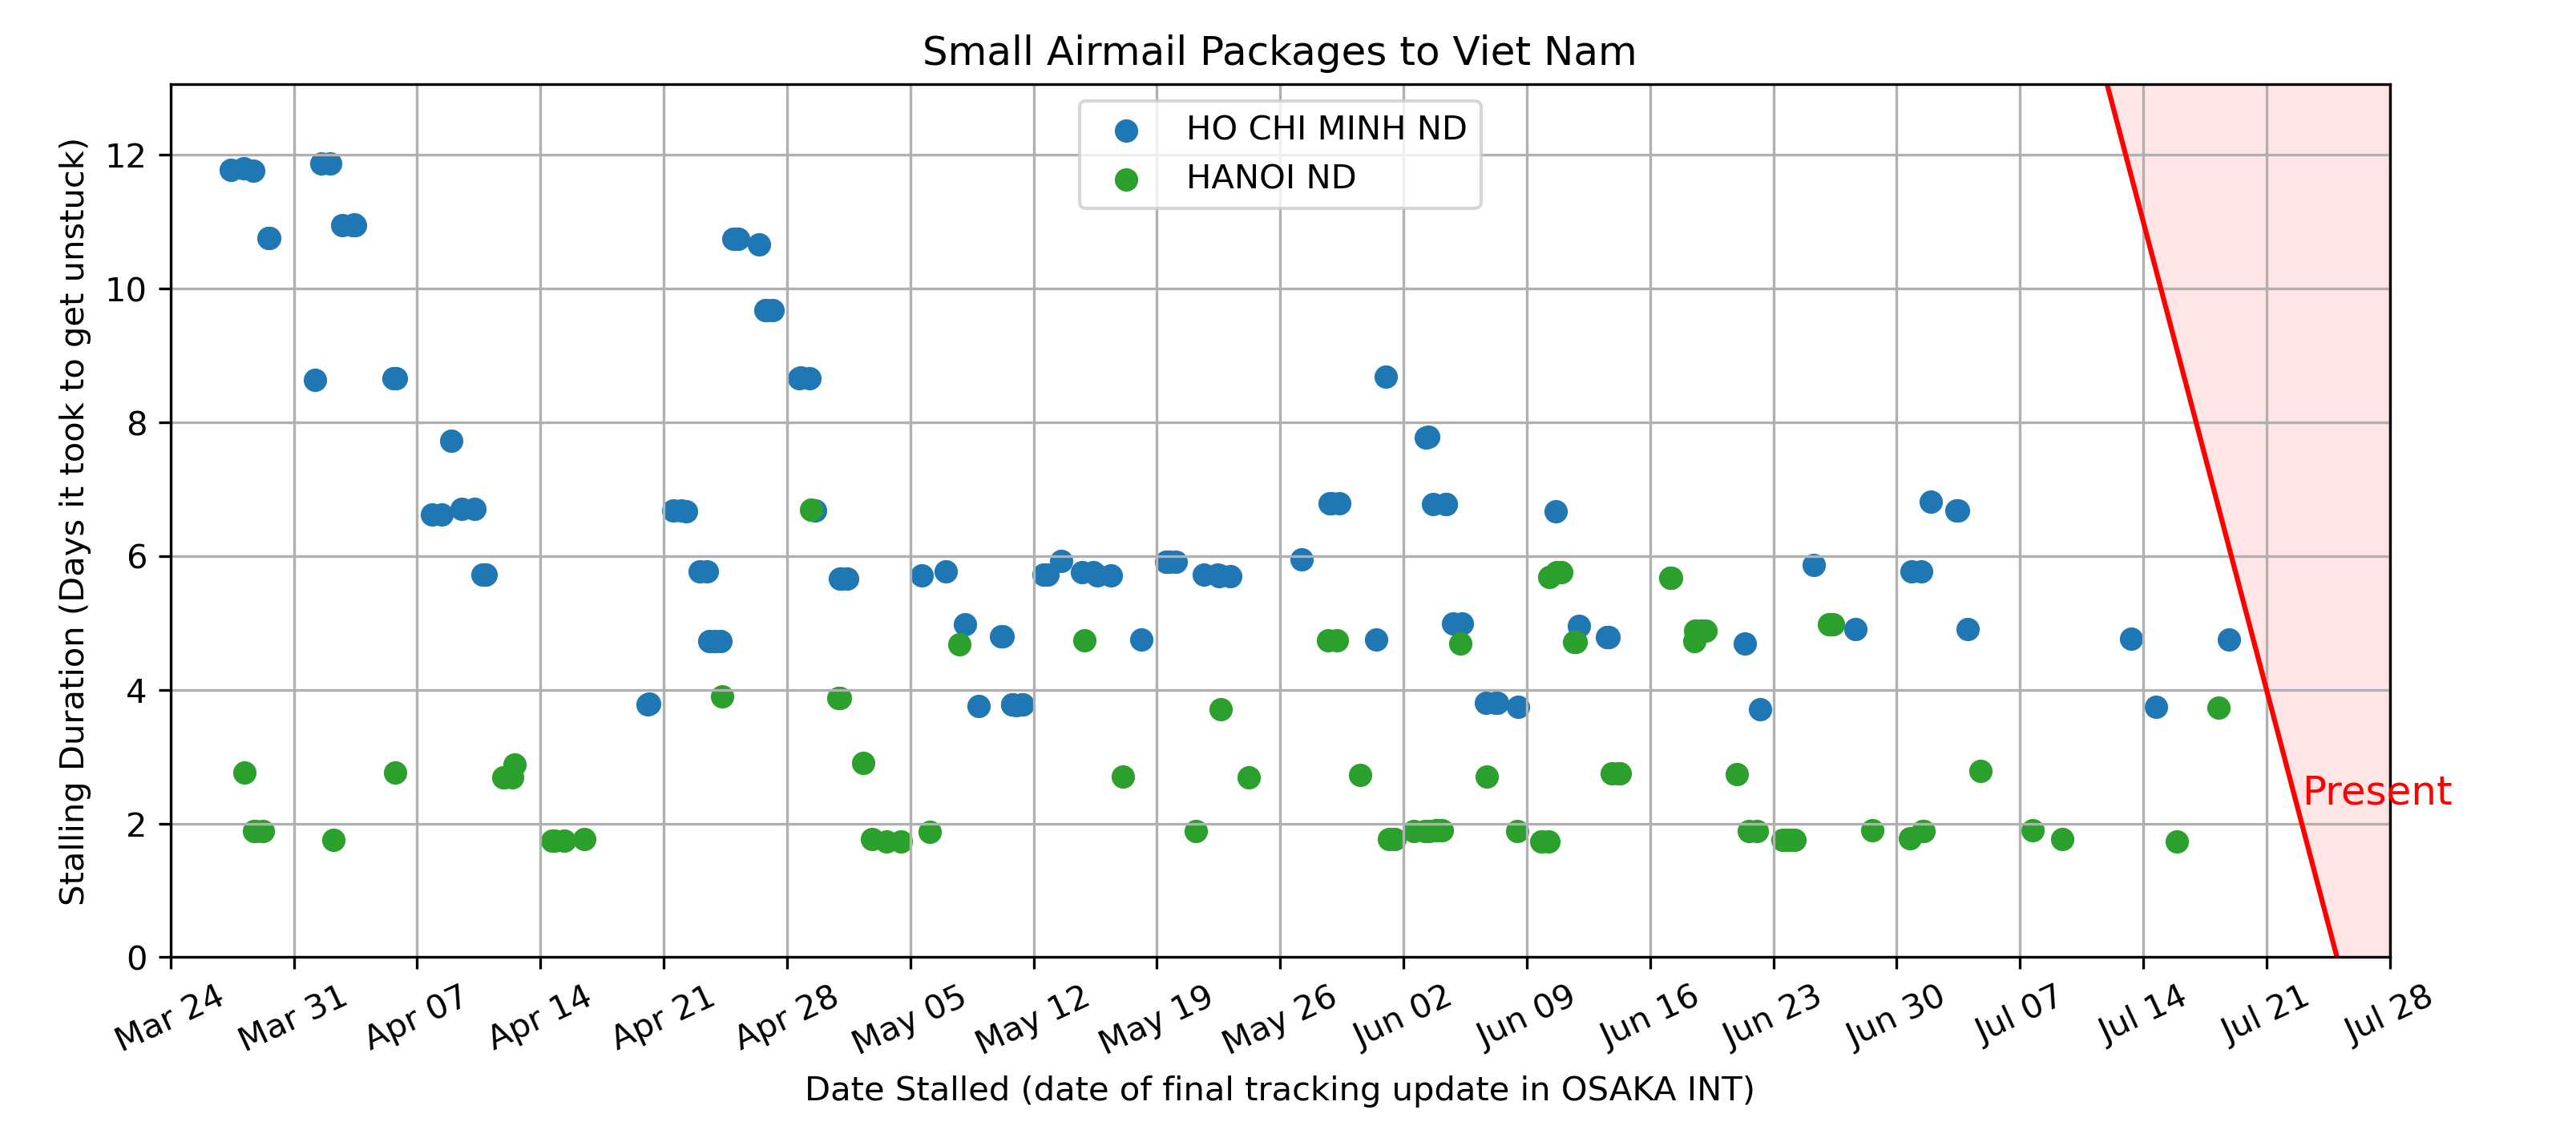 Small Airmail Packages to Viet Nam
HO CHI MINH ND
HANOI ND
Stalling Duration (Days it took to get unstuck)
12
10
8
6
4
2
0
Present
Mar 24
Mar 31
Apr 07
Apr 14
Apr 21
Apr 28
May 05
May 12
May 19
May 26
Jun 02
Jun 09
Jun 16
Jun 23
Jun 30
Jul 07
Jul 14
Jul 21
Jul 28
Date Stalled (date of final tracking update in OSAKA INT)